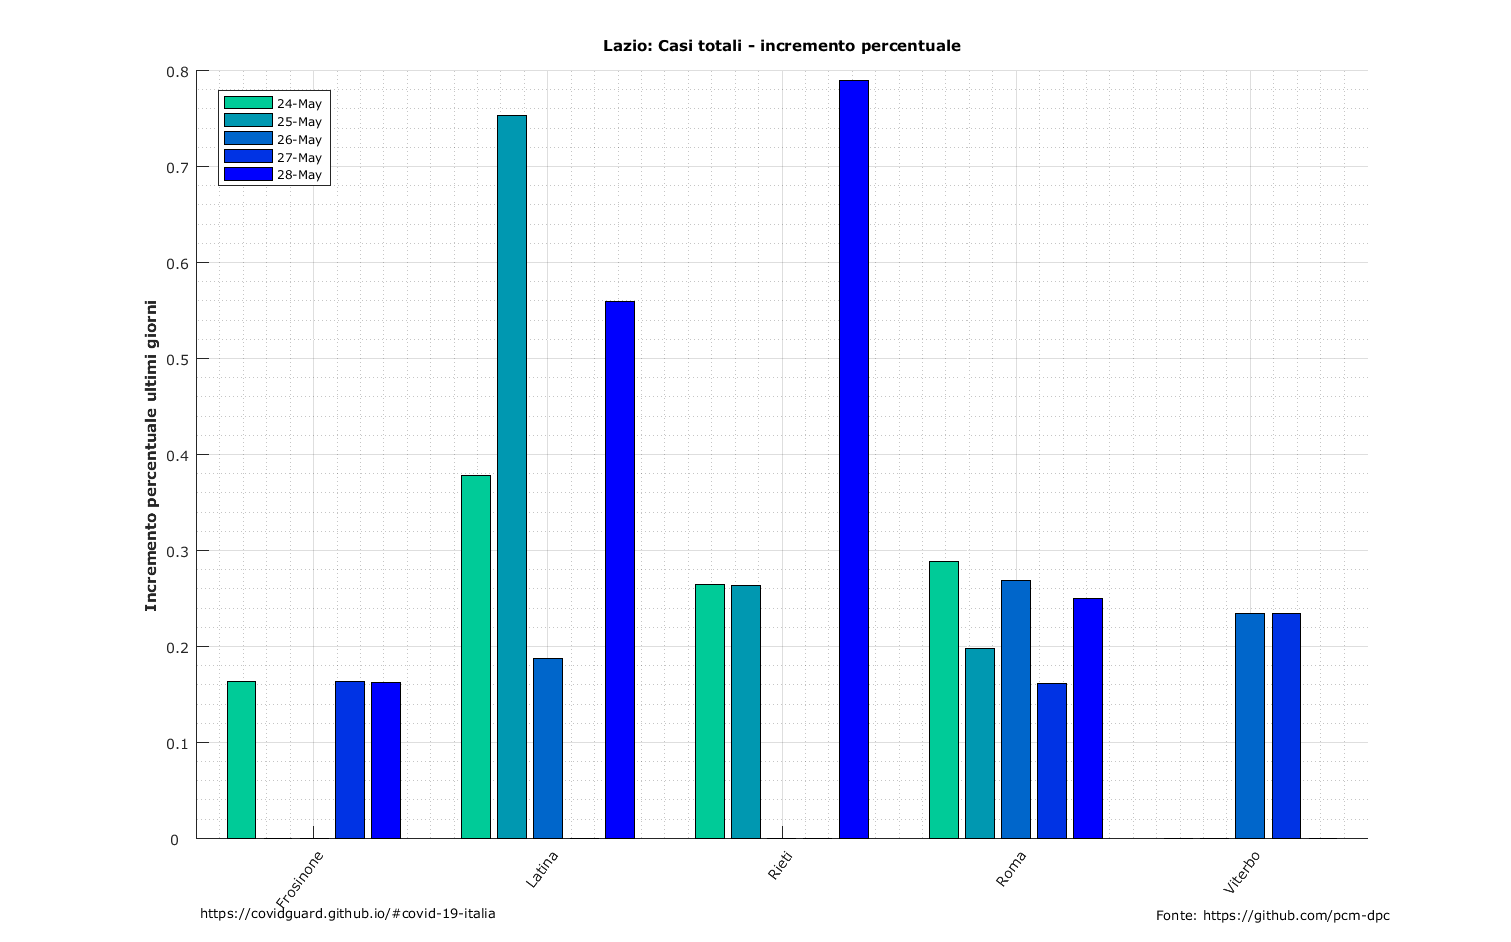 Lazio: Casi totali - incremento percentuale
0.8
0.7
0.6
0.5
0.4
0.3
0.2
0.1
0
Incremento percentuale ultimi giorni
24-May
25-May
26-May
27-May
28-May
Frosinone
Latina
Rieti
Roma
Viterbo
https://covidguard.github.io/#covid-19-italia
Fonte: https://github.com/pcm-dpc